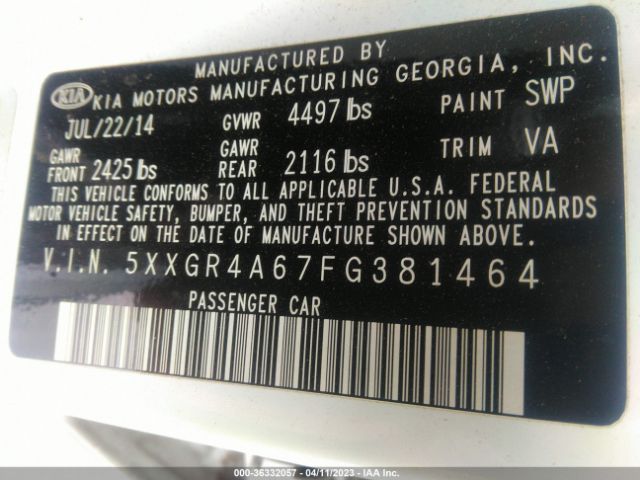 MANUFACTURED BY
KIA KIA MOTORS MANUFACTURING GEORGIA, INC.
JUL/22/14 GVWR 4497 lbs PAINT SWP
GAWR FRONT 2425 lbs GAWR REAR 2116 lbs TRIM VA
THIS VEHICLE CONFORMS TO ALL APPLICABLE U.S.A. FEDERAL
MOTOR VEHICLE SAFETY, BUMPER, AND THEFT PREVENTION STANDARDS
IN EFFECT ON THE DATE OF MANUFACTURE SHOWN ABOVE.
V.I.N. 5XXGR4A67FG381464
PASSENGER CAR
000-36332057 - 04/11/2023 - IAA Inc.